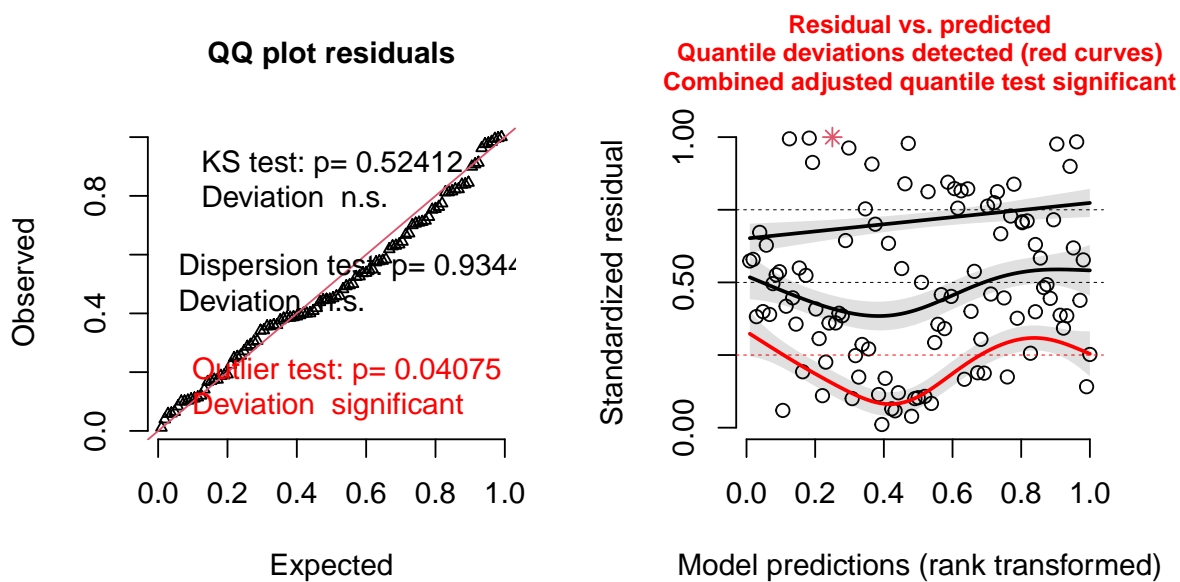 QQ plot residuals
KS test: p= 0.52412
Deviation n.s.
Dispersion test: p= 0.9344
Deviation n.s.
Outlier test: p= 0.04075
Deviation significant
Observed
0.0
0.4
0.8
0.0 0.2 0.4 0.6 0.8 1.0
Expected
Residual vs. predicted
Quantile deviations detected (red curves)
Combined adjusted quantile test significant
Standardized residual
0.00
0.50
1.00
0.0 0.2 0.4 0.6 0.8 1.0
Model predictions (rank transformed)